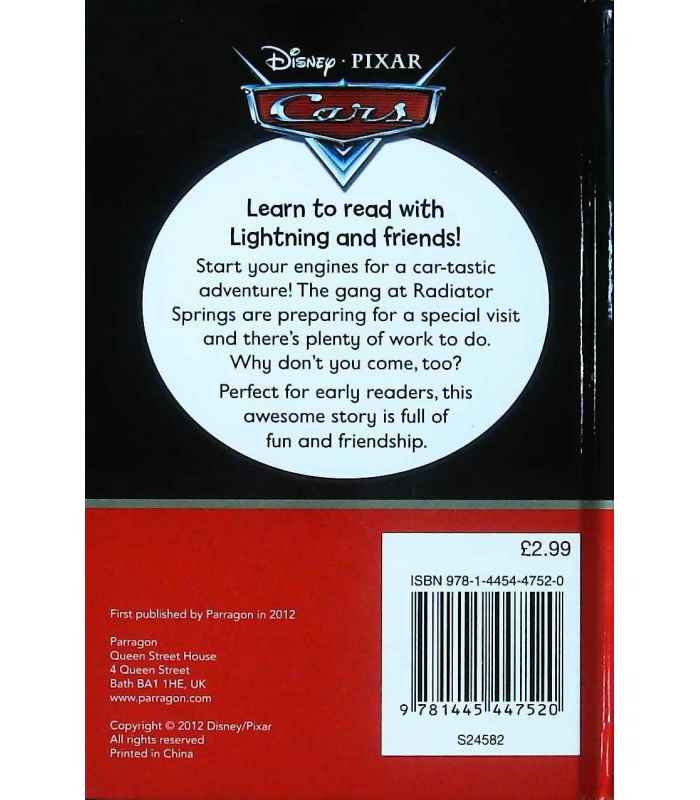 Disney · PIXAR
Cars
Learn to read with
Lightning and friends!
Start your engines for a car-tastic
adventure! The gang at Radiator
Springs are preparing for a special visit
and there's plenty of work to do.
Why don't you come, too?
Perfect for early readers, this
awesome story is full of
fun and friendship.
£2.99
ISBN 978-1-4454-4752-0
9 781445 447520
S24582
First published by Parragon in 2012
Parragon
Queen Street House
4 Queen Street
Bath BA1 1HE, UK
www.parragon.com
Copyright © 2012 Disney/Pixar
All rights reserved
Printed in China